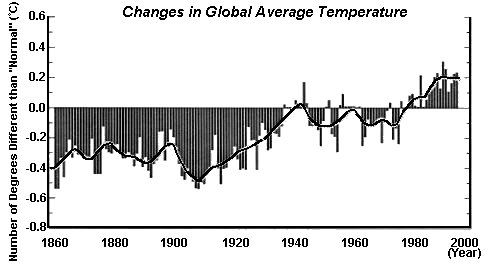 Changes in Global Average Temperature
Number of Degrees Different than "Normal" (°C)
0.6
0.4
0.2
0.0
-0.2
-0.4
-0.6
-0.8
1860 1880 1900 1920 1940 1960 1980 2000
(Year)